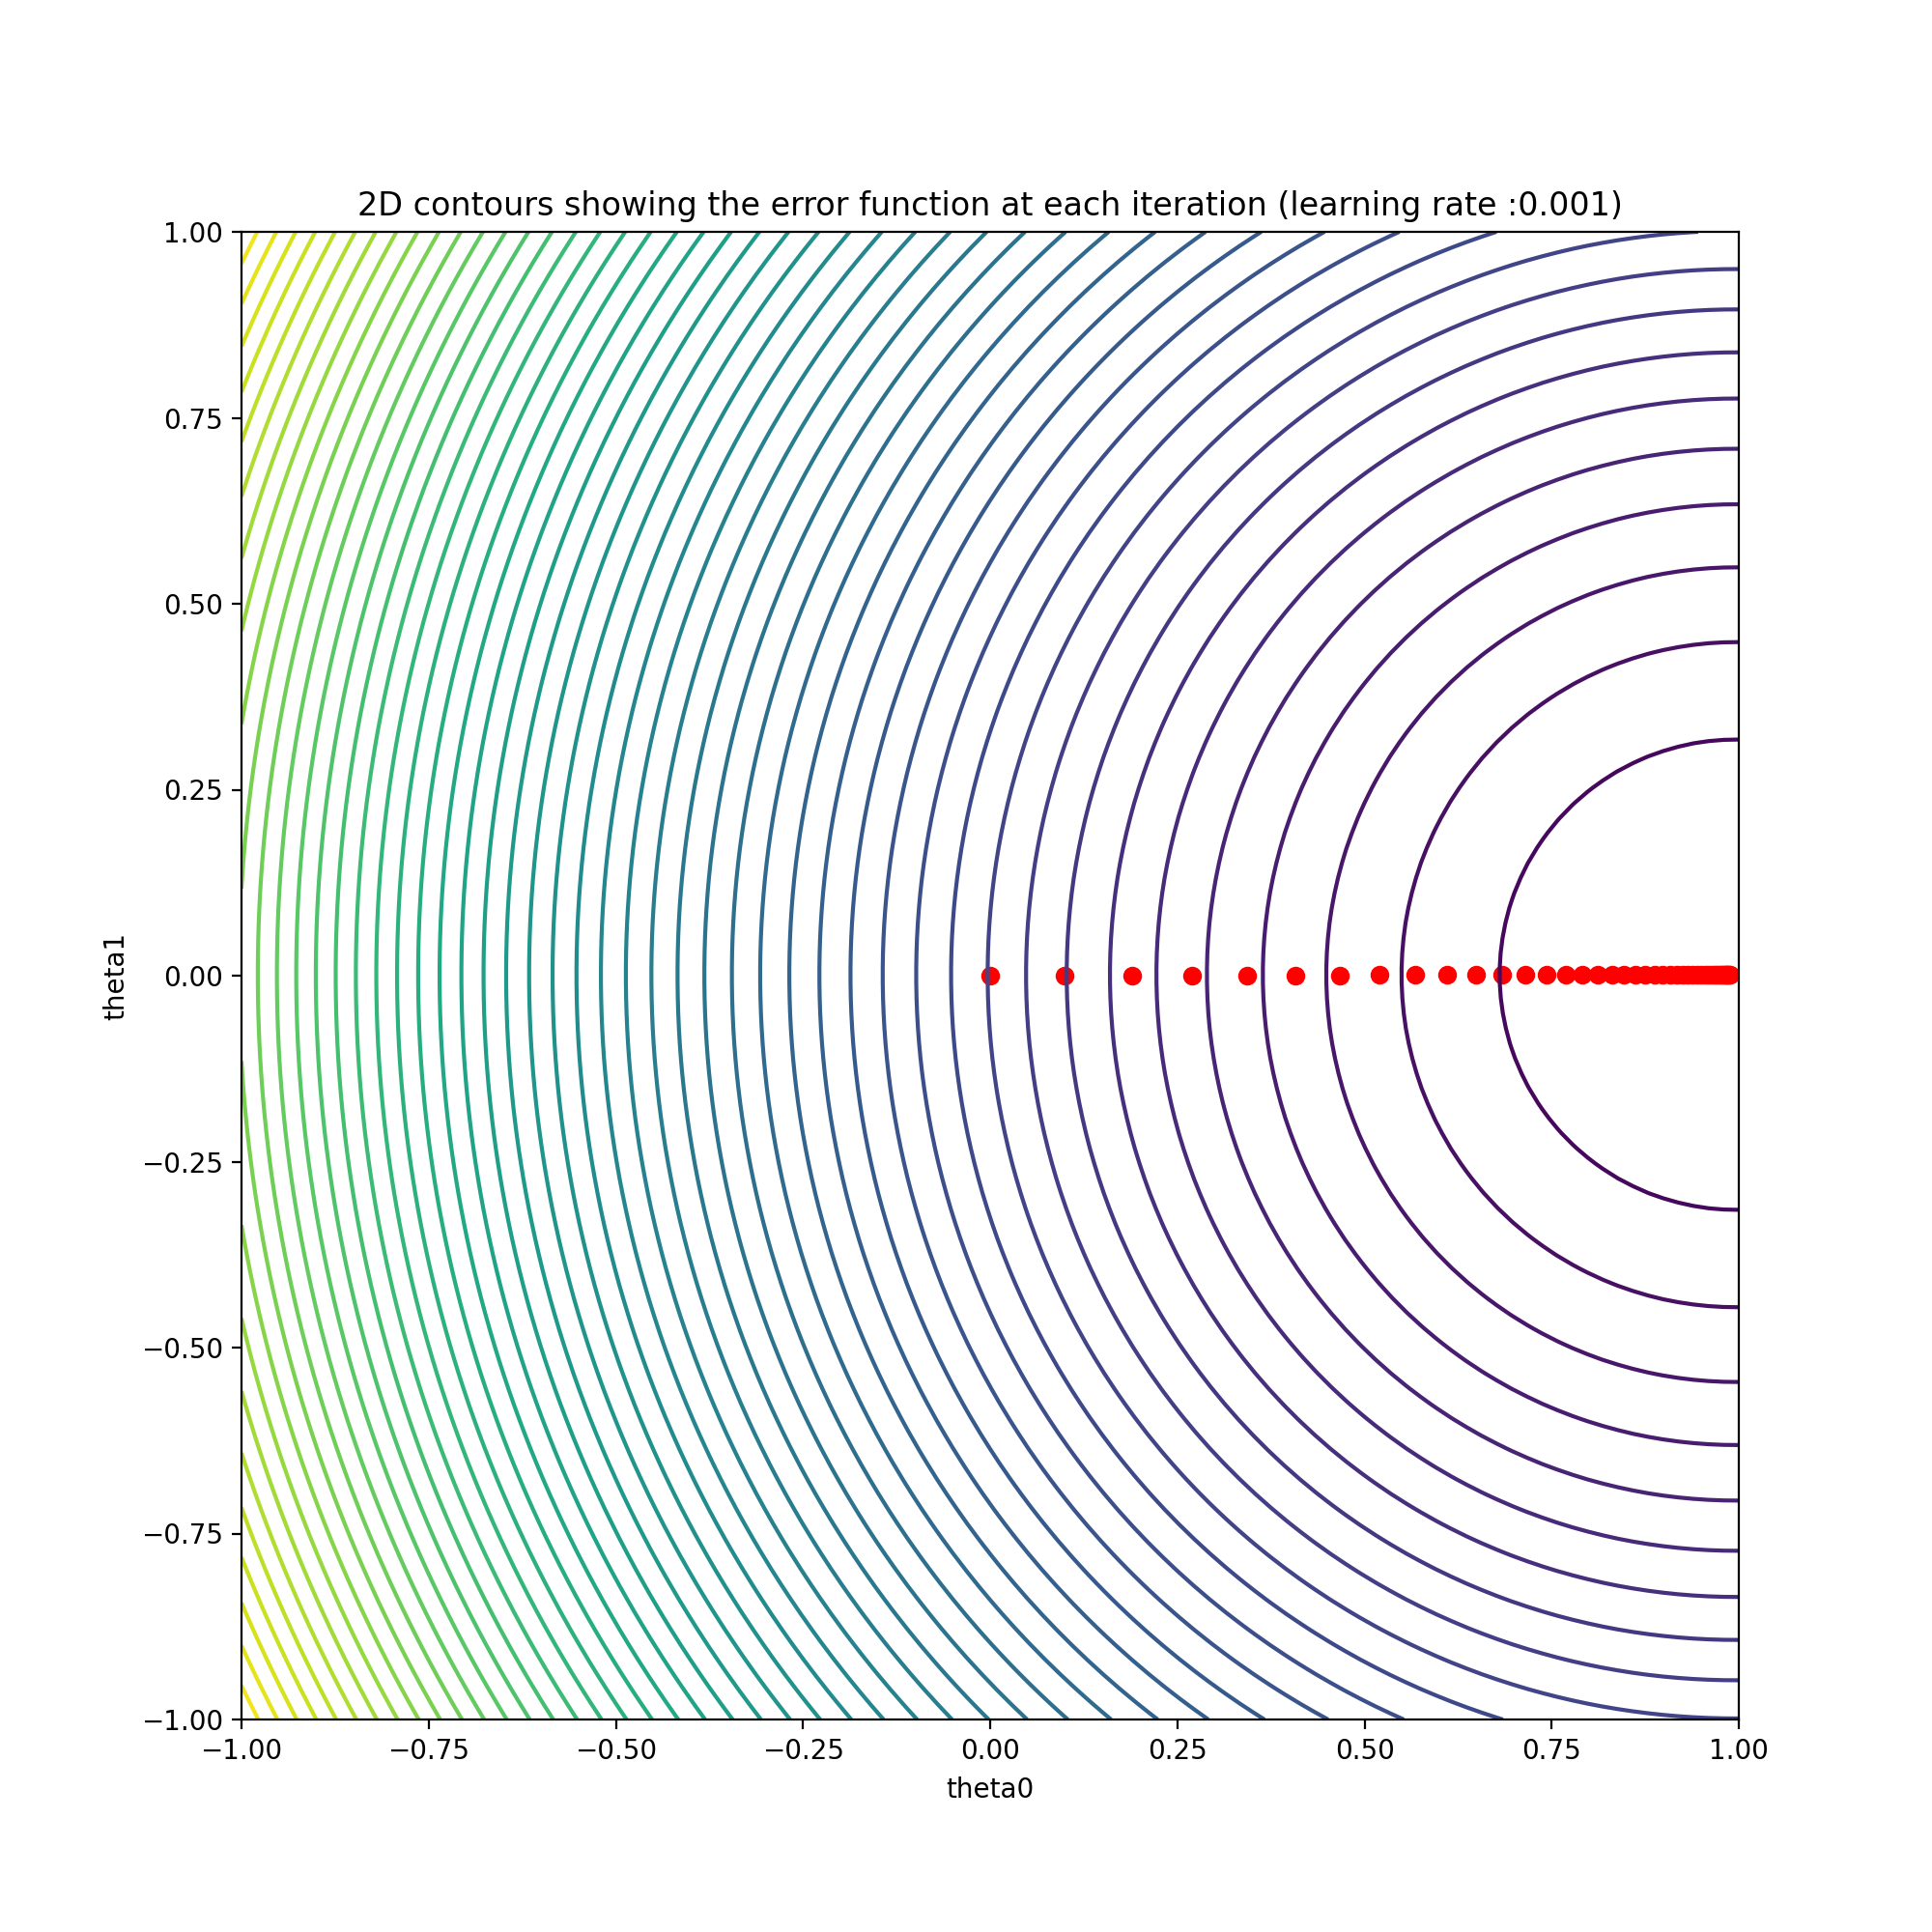 2D contours showing the error function at each iteration (learning rate :0.001)
1.00
0.75
0.50
0.25
0.00
−0.25
−0.50
−0.75
−1.00
theta1
−1.00 −0.75 −0.50 −0.25 0.00 0.25 0.50 0.75 1.00
theta0